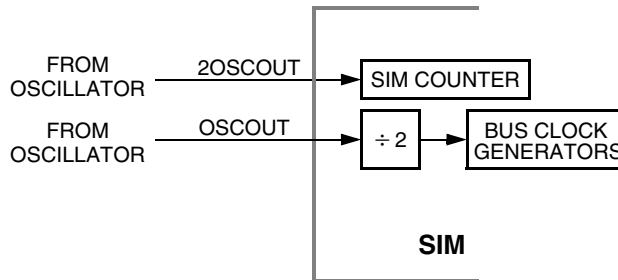 FROM
OSCILLATOR
2OSCOUT
SIM COUNTER
FROM
OSCILLATOR
OSCOUT
÷ 2
BUS CLOCK
GENERATORS
SIM